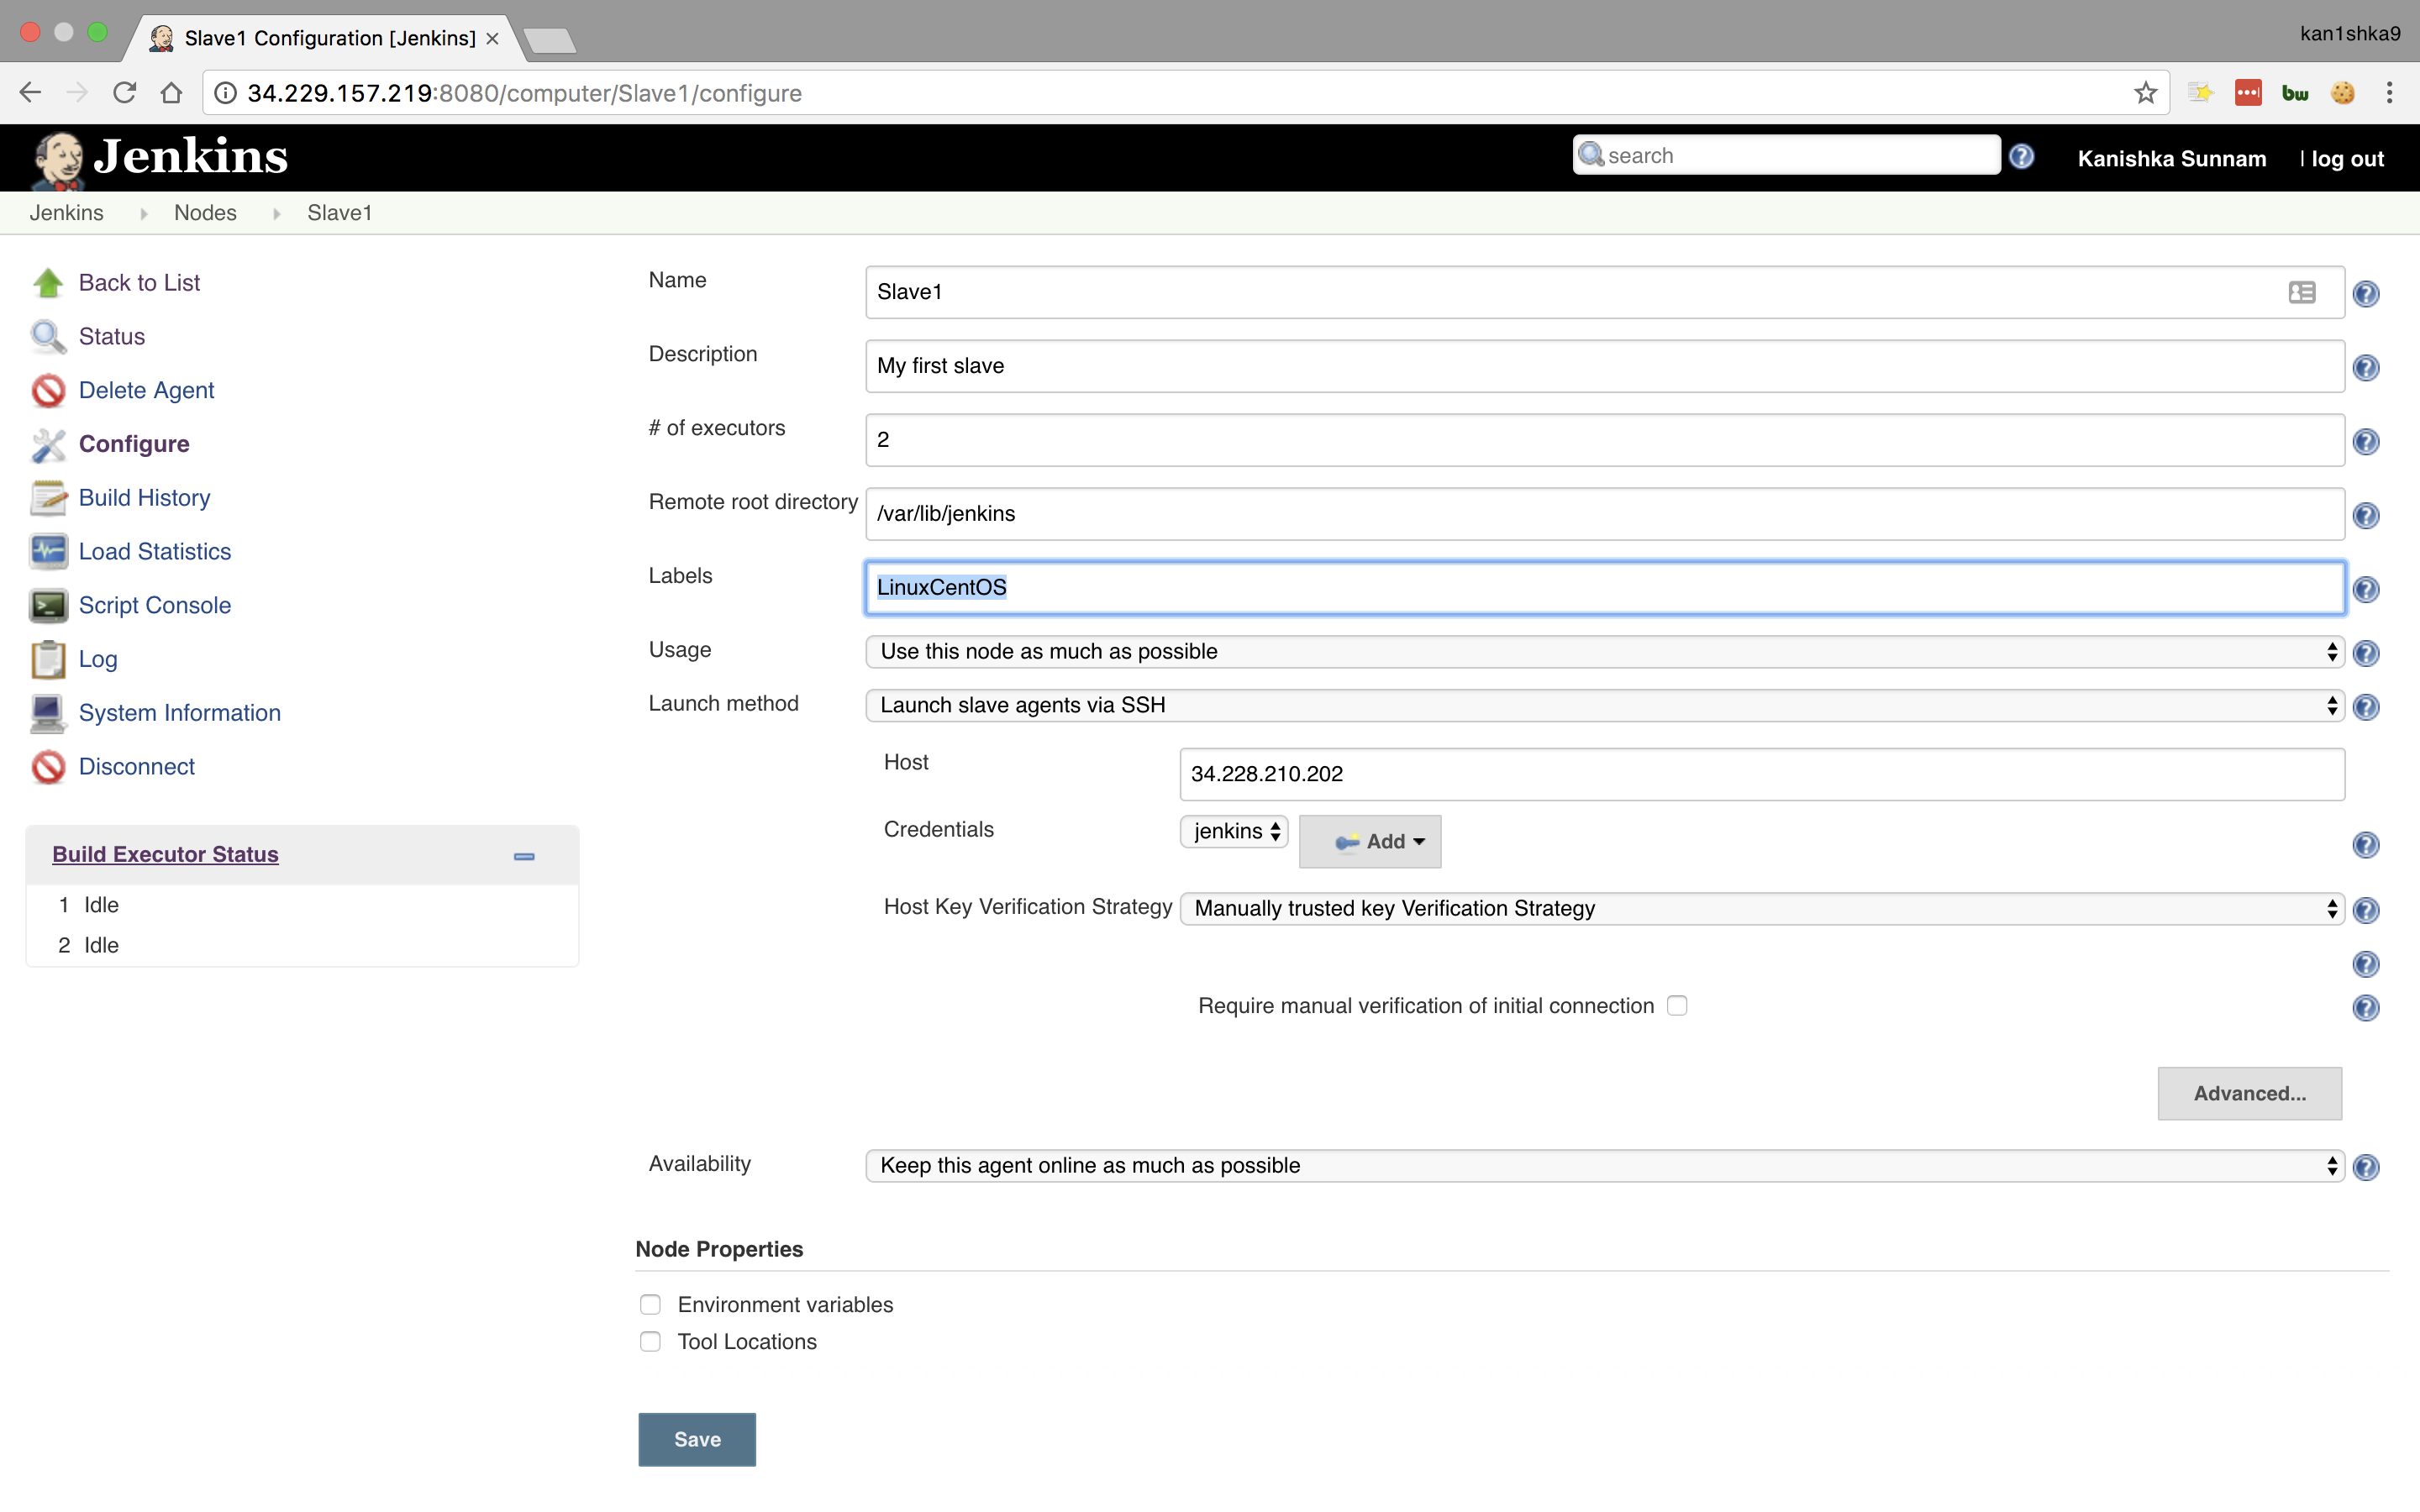 Slave1 Configuration [Jenkins]
kan1shka9
34.229.157.219:8080/computer/Slave1/configure
bw
Jenkins
search
Kanishka Sunnam | log out
Jenkins Nodes Slave1
Back to List
Status
Delete Agent
Configure
Build History
Load Statistics
Script Console
Log
System Information
Disconnect
Build Executor Status
1 Idle
2 Idle
Name Slave1
Description My first slave
# of executors 2
Remote root directory /var/lib/jenkins
Labels LinuxCentOS
Usage Use this node as much as possible
Launch method Launch slave agents via SSH
Host 34.228.210.202
Credentials jenkins Add
Host Key Verification Strategy Manually trusted key Verification Strategy
Require manual verification of initial connection
Advanced...
Availability Keep this agent online as much as possible
Node Properties
Environment variables
Tool Locations
Save